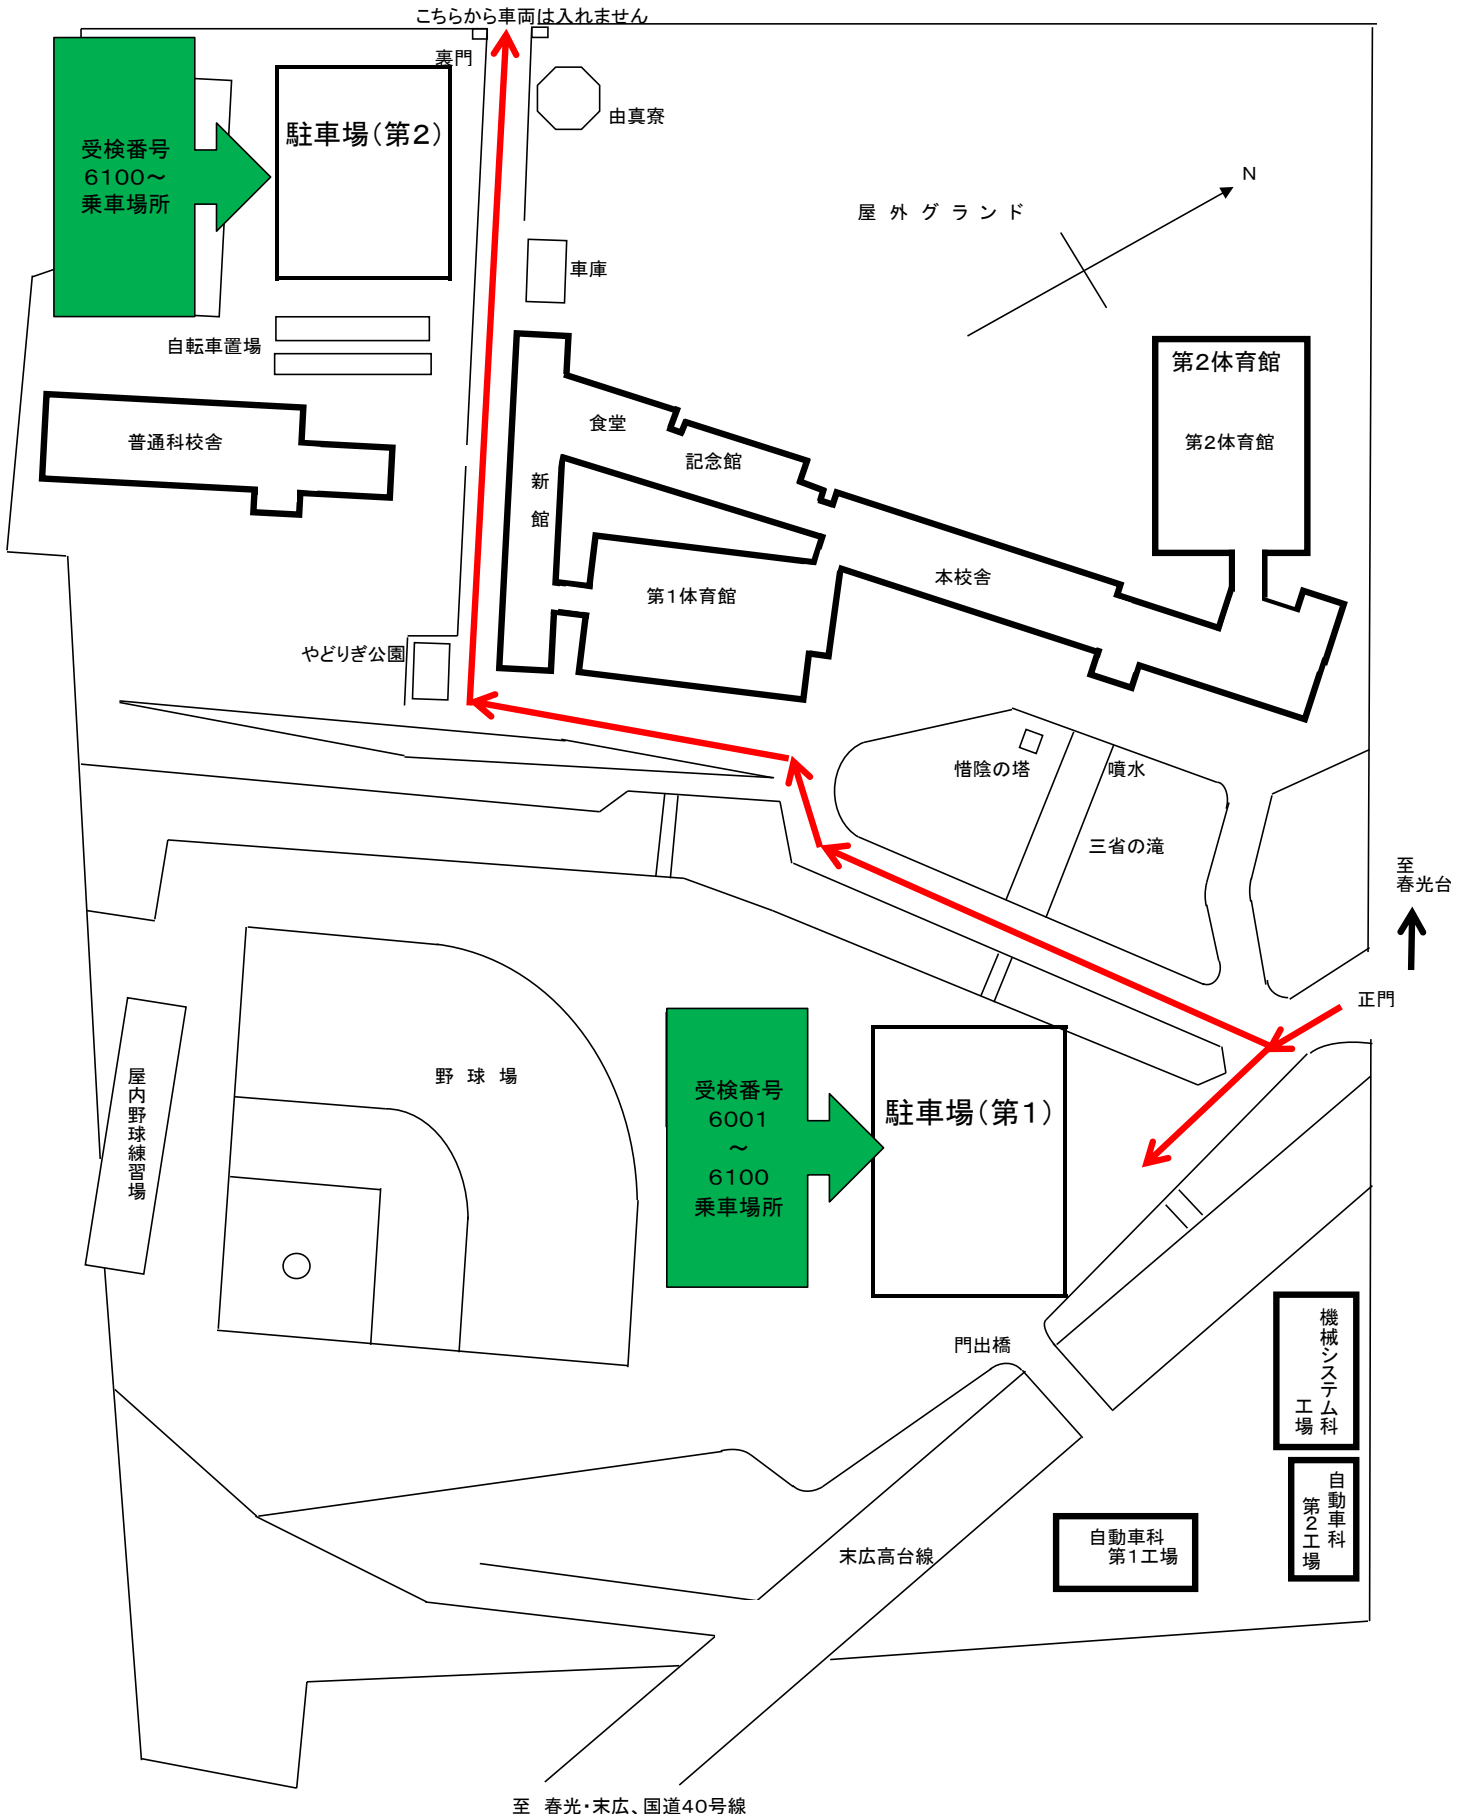 こちらから車両は入れません
裏門
由真寮
駐車場（第2）
受検番号
6100～
乗車場所
N
屋 外 グ ラ ン ド
車庫
自転車置場
第2体育館
普通科校舎
食堂
第2体育館
記念館
新館
本校舎
第1体育館
やどりぎ公園
惜陰の塔
噴水
三省の滝
至
春光台
正門
野 球 場
屋内野球練習場
受検番号
6001
～
6100
乗車場所
駐車場（第1）
門出橋
機械システム科
工場
自動車科
第2工場
自動車科
第1工場
末広高台線
至 春光・末広、国道40号線